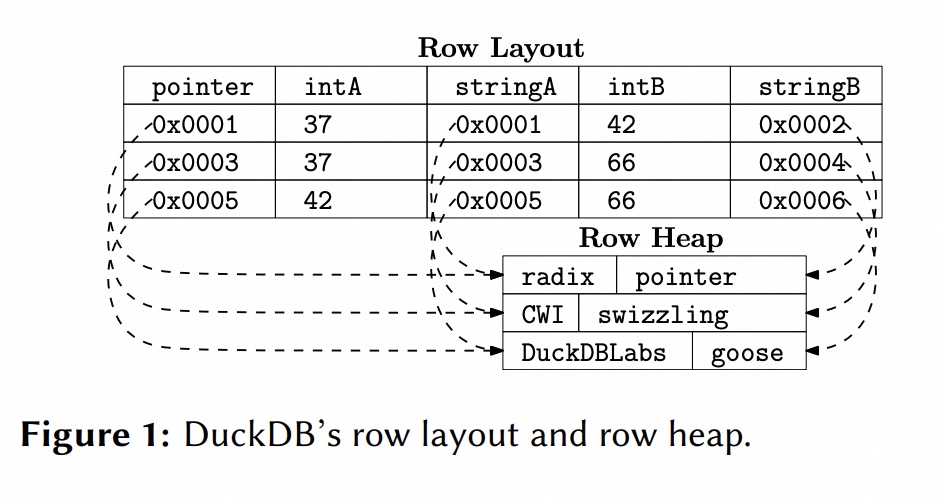 Row Layout
pointer intA stringA intB stringB
0x0001 37 0x0001 42 0x0002
0x0003 37 0x0003 66 0x0004
0x0005 42 0x0005 66 0x0006
Row Heap
radix pointer
CWI swizzling
DuckDBLabs goose
Figure 1: DuckDB’s row layout and row heap.